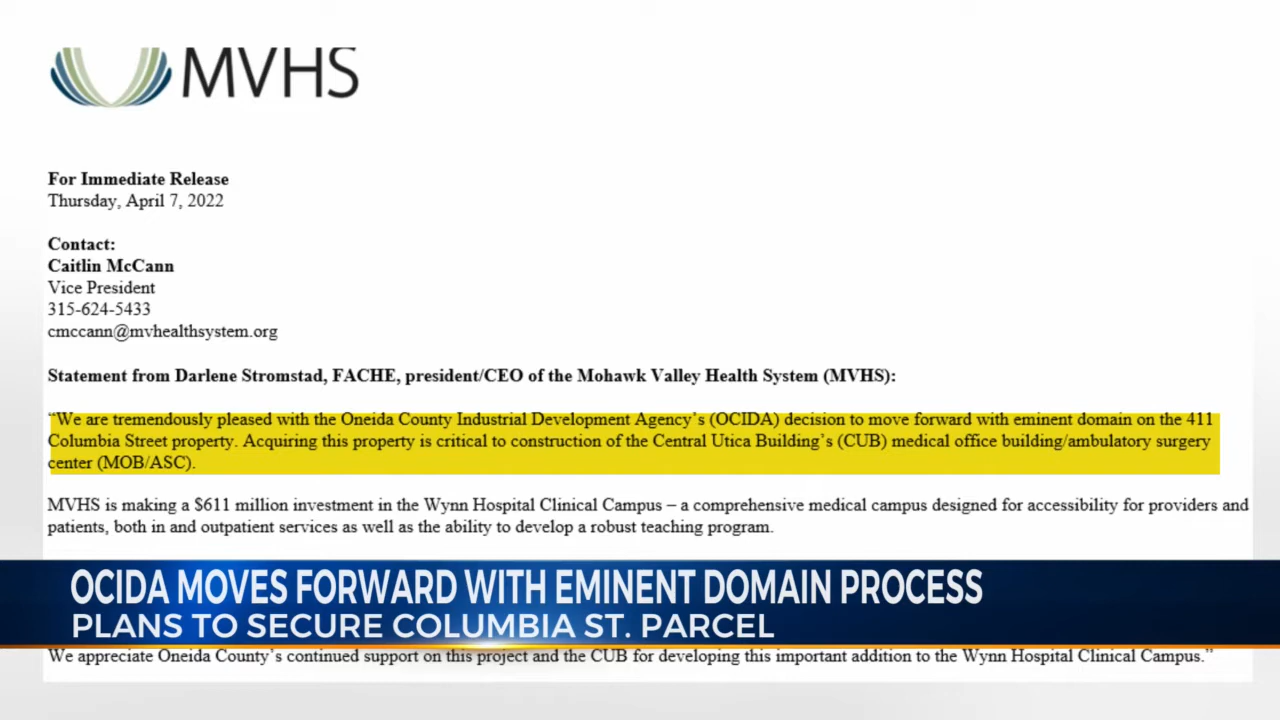 MVHS
For Immediate Release
Thursday, April 7, 2022
Contact:
Caitlin McCann
Vice President
315-624-5433
cmccann@mvhealthsystem.org
Statement from Darlene Stromstad, FACHE, president/CEO of the Mohawk Valley Health System (MVHS):
“We are tremendously pleased with the Oneida County Industrial Development Agency’s (OCIDA) decision to move forward with eminent domain on the 411
Columbia Street property. Acquiring this property is critical to construction of the Central Utica Building’s (CUB) medical office building/ambulatory surgery
center (MOB/ASC).
MVHS is making a $611 million investment in the Wynn Hospital Clinical Campus – a comprehensive medical campus designed for accessibility for providers and
patients, both in and outpatient services as well as the ability to develop a robust teaching program.
OCIDA MOVES FORWARD WITH EMINENT DOMAIN PROCESS
PLANS TO SECURE COLUMBIA ST. PARCEL
We appreciate Oneida County’s continued support on this project and the CUB for developing this important addition to the Wynn Hospital Clinical Campus.”